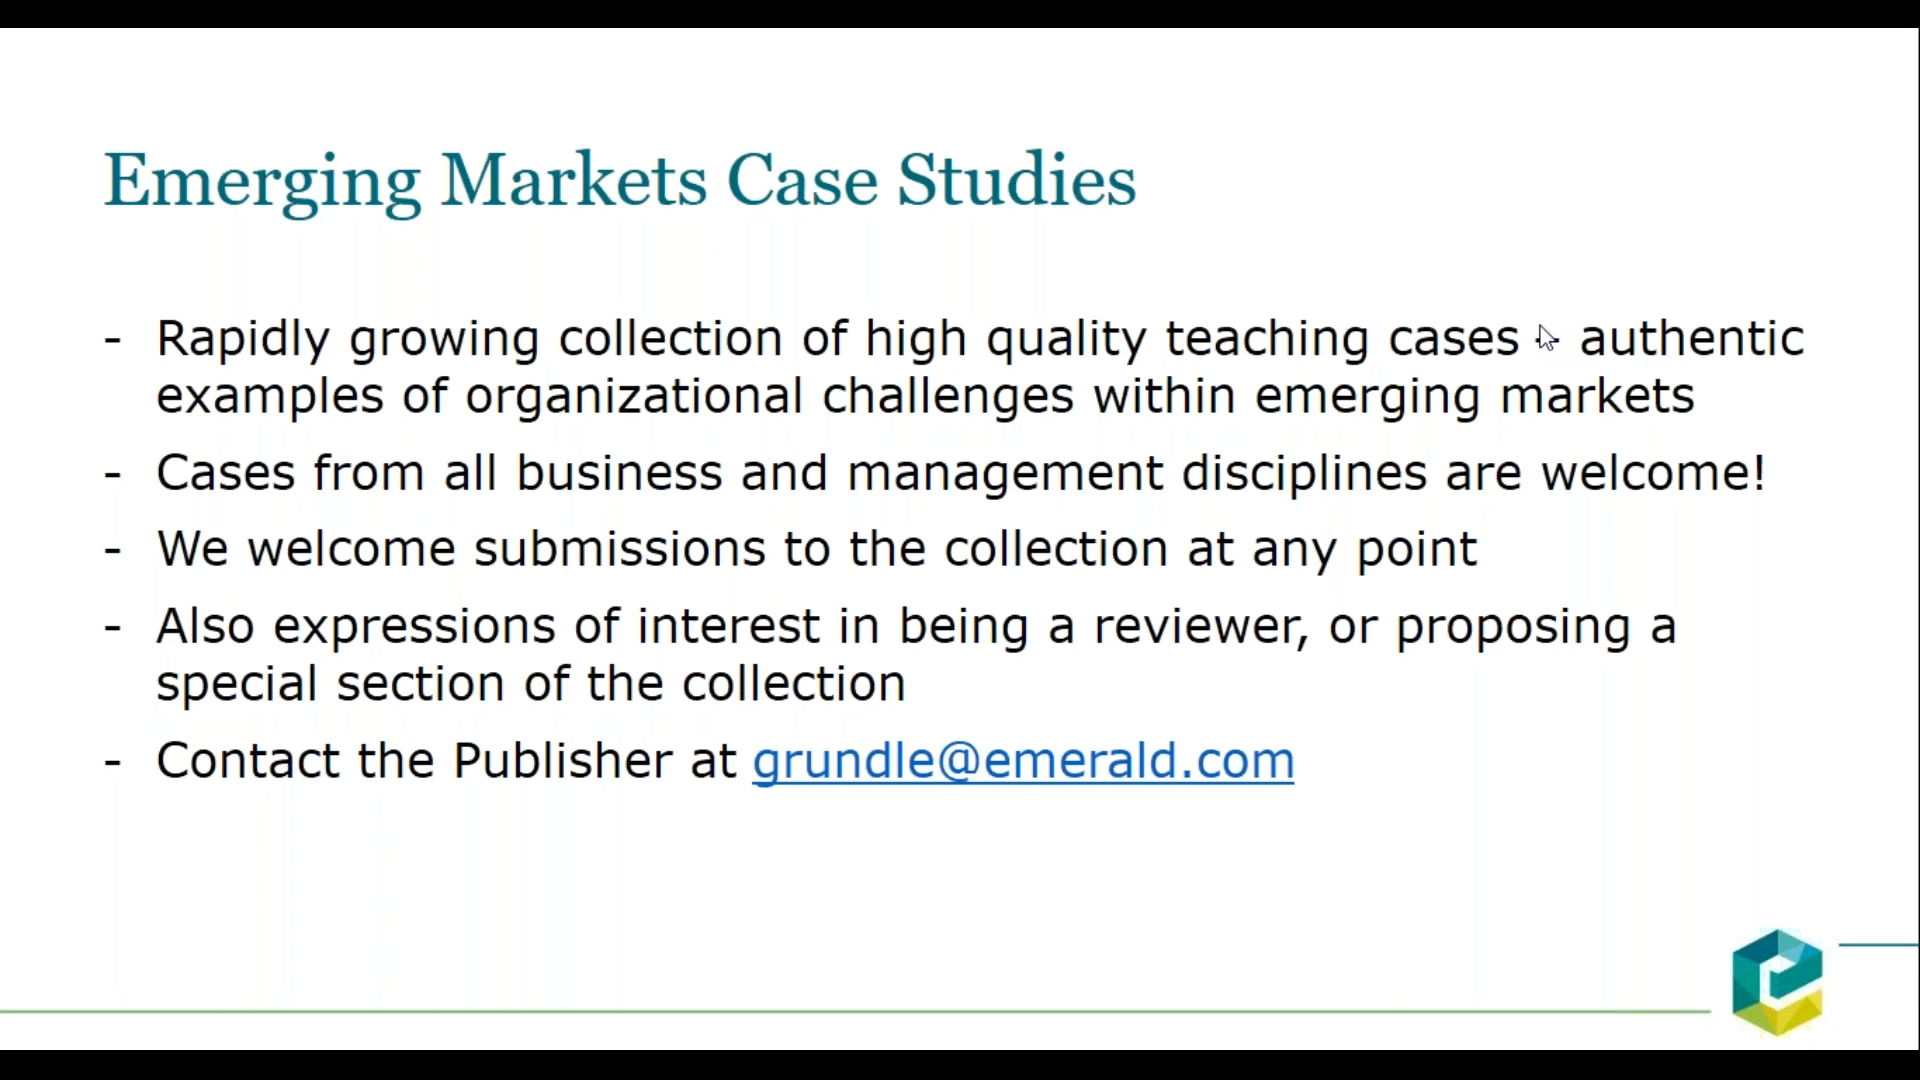 Emerging Markets Case Studies
- Rapidly growing collection of high quality teaching cases - authentic
examples of organizational challenges within emerging markets
- Cases from all business and management disciplines are welcome!
- We welcome submissions to the collection at any point
- Also expressions of interest in being a reviewer, or proposing a
special section of the collection
- Contact the Publisher at grundle@emerald.com